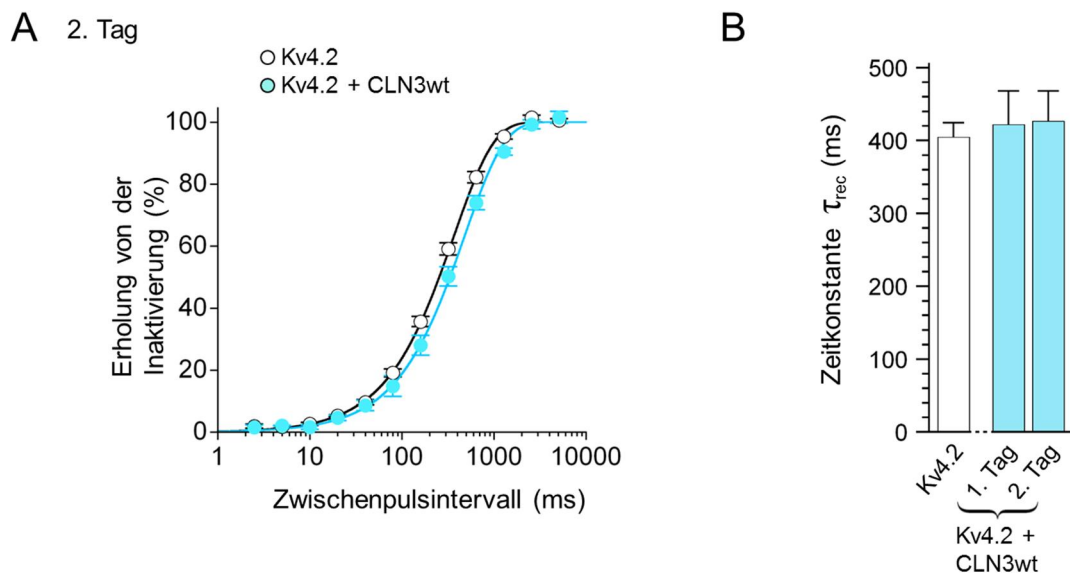 A 2. Tag
Kv4.2
Kv4.2 + CLN3wt
Erholung von der
Inaktivierung (%)
100
80
60
40
20
0
1
10
100
1000
10000
Zwischenpulsintervall (ms)
B
Zeitkonstante τrec (ms)
500
400
300
200
100
0
Kv4.2
1. Tag
2. Tag
Kv4.2 +
CLN3wt